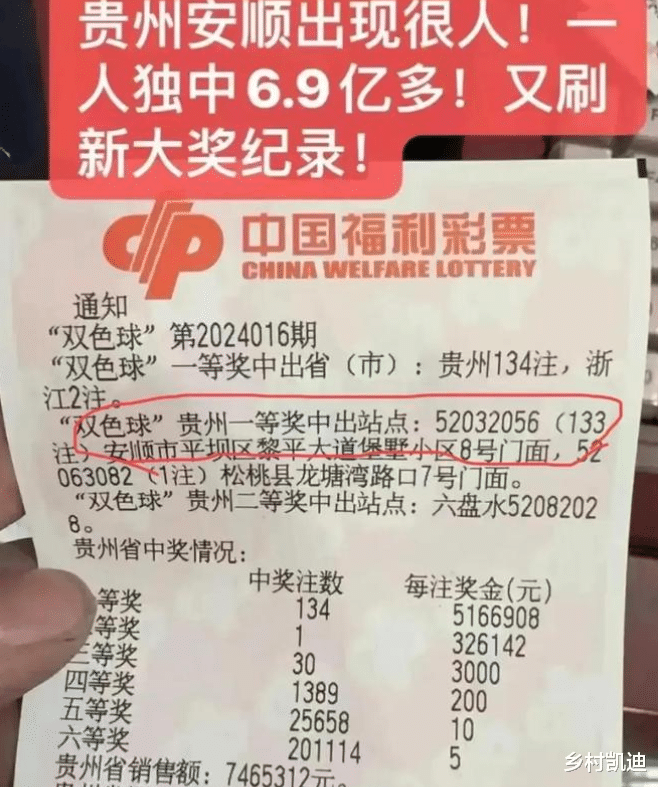 贵州安顺出现很人！一
人独中6.9亿多！又刷
新大奖纪录！
中国福利彩票
CHINA WELFARE LOTTERY
通知
“双色球”第2024016期
“双色球”一等奖中出省（市）：贵州134注，浙
江2注。
“双色球”贵州一等奖中出站点：52032056（133
注）安顺市平坝区黎平大道堡墅小区8号门面，52
063082（1注）松桃县龙塘湾路口7号门面。
“双色球”贵州二等奖中出站点：六盘水5208202
8。
贵州省中奖情况：
中奖注数 每注奖金(元)
等奖 134 5166908
等奖 1 326142
三等奖 30 3000
四等奖 1389 200
五等奖 25658 10
六等奖 201114 5
贵州省销售额：7465312元。
乡村凯迪